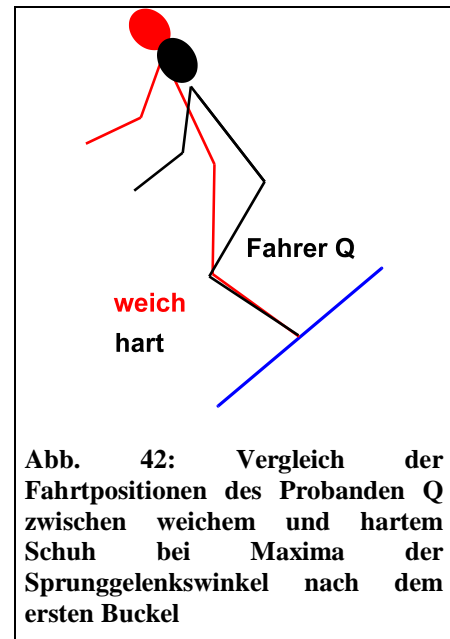 Fahrer Q
weich
hart
Abb. 42: Vergleich der
Fahrtpositionen des Probanden Q
zwischen weichem und hartem
Schuh bei Maxima der
Sprunggelenkswinkel nach dem
ersten Buckel